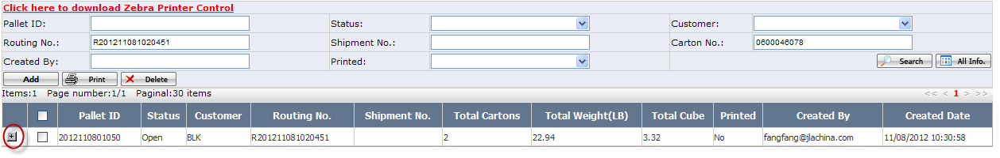 Click here to download Zebra Printer Control
Pallet ID: Status: Customer:
Routing No.: R201211081020451 Shipment No.: Carton No.: 0600046078
Created By: Printed: Search All Info.
Add Print Delete
Items:1 Page number:1/1 Paginal:30 items << < 1 > >>
Pallet ID Status Customer Routing No. Shipment No. Total Cartons Total Weight(LB) Total Cube Printed Created By Created Date
2012110801050 Open BLK R201211081020451 2 22.94 3.32 No fangfang@jlachina.com 11/08/2012 10:30:58